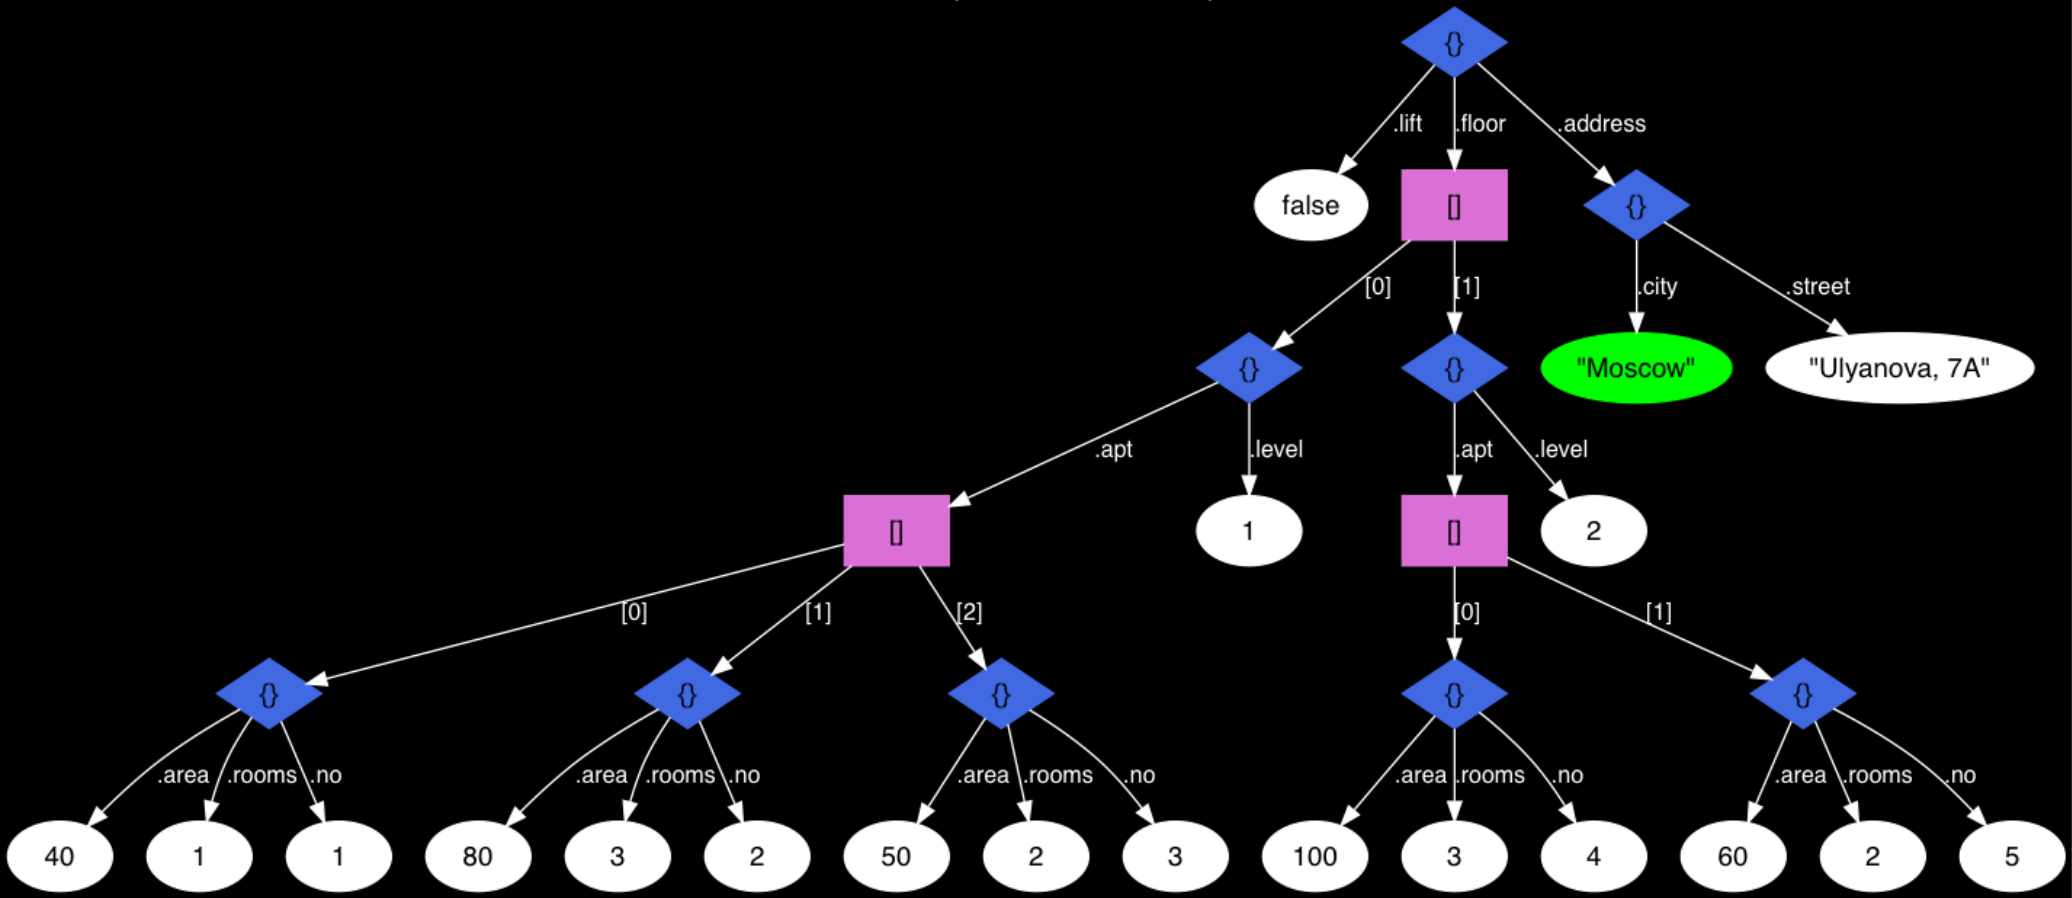 {}
.lift .floor .address
false [] {}
[0] [1] .city .street
{} {} "Moscow" "Ulyanova, 7A"
.apt .level .apt .level
[] 1 [] 2
[0] [1] [2] [0] [1]
{} {} {} {} {}
.area .rooms .no .area .rooms .no .area .rooms .no .area .rooms .no .area .rooms .no
40 1 1 80 3 2 50 2 3 100 3 4 60 2 5